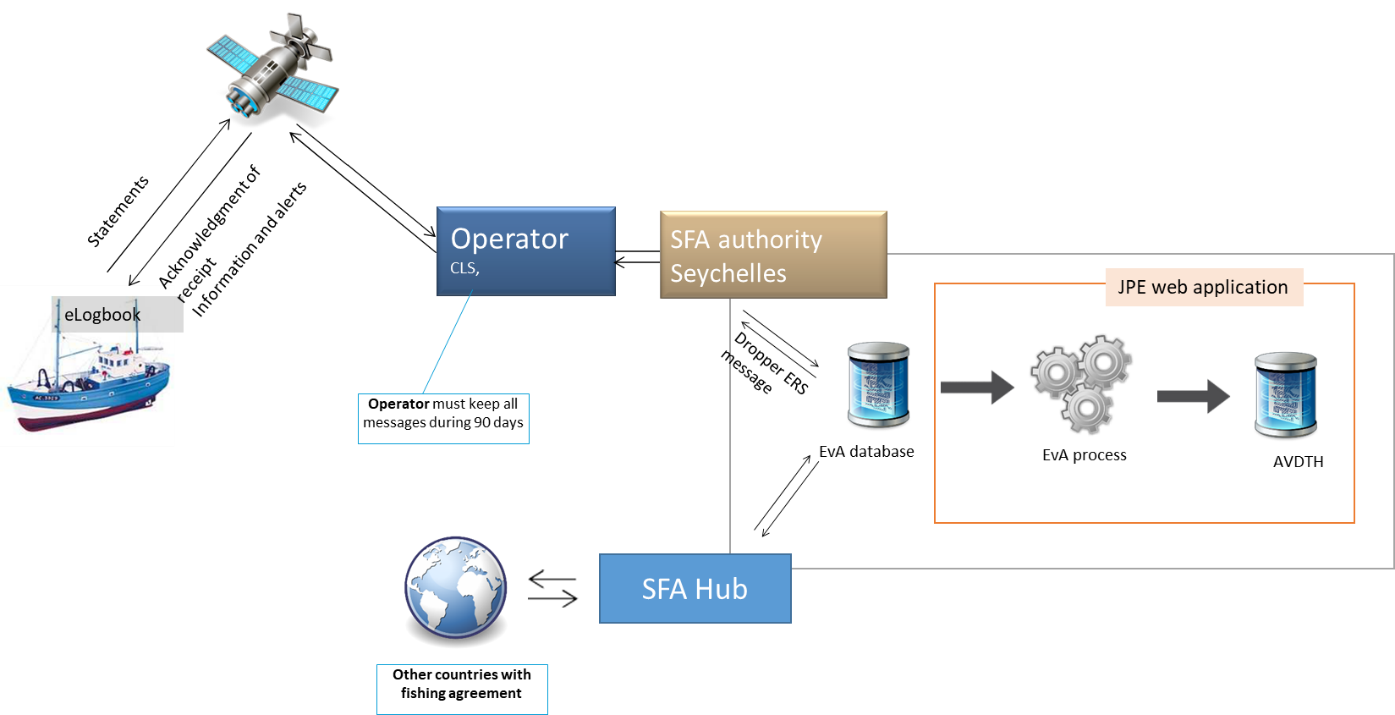 Statements
Acknowledgment of
receipt
Information and alerts
eLogbook
Operator
CLS,
SFA authority
Seychelles
JPE web application
Dropper ERS
message
Operator must keep all
messages during 90 days
EvA database
EvA process
AVDTH
SFA Hub
Other countries with
fishing agreement